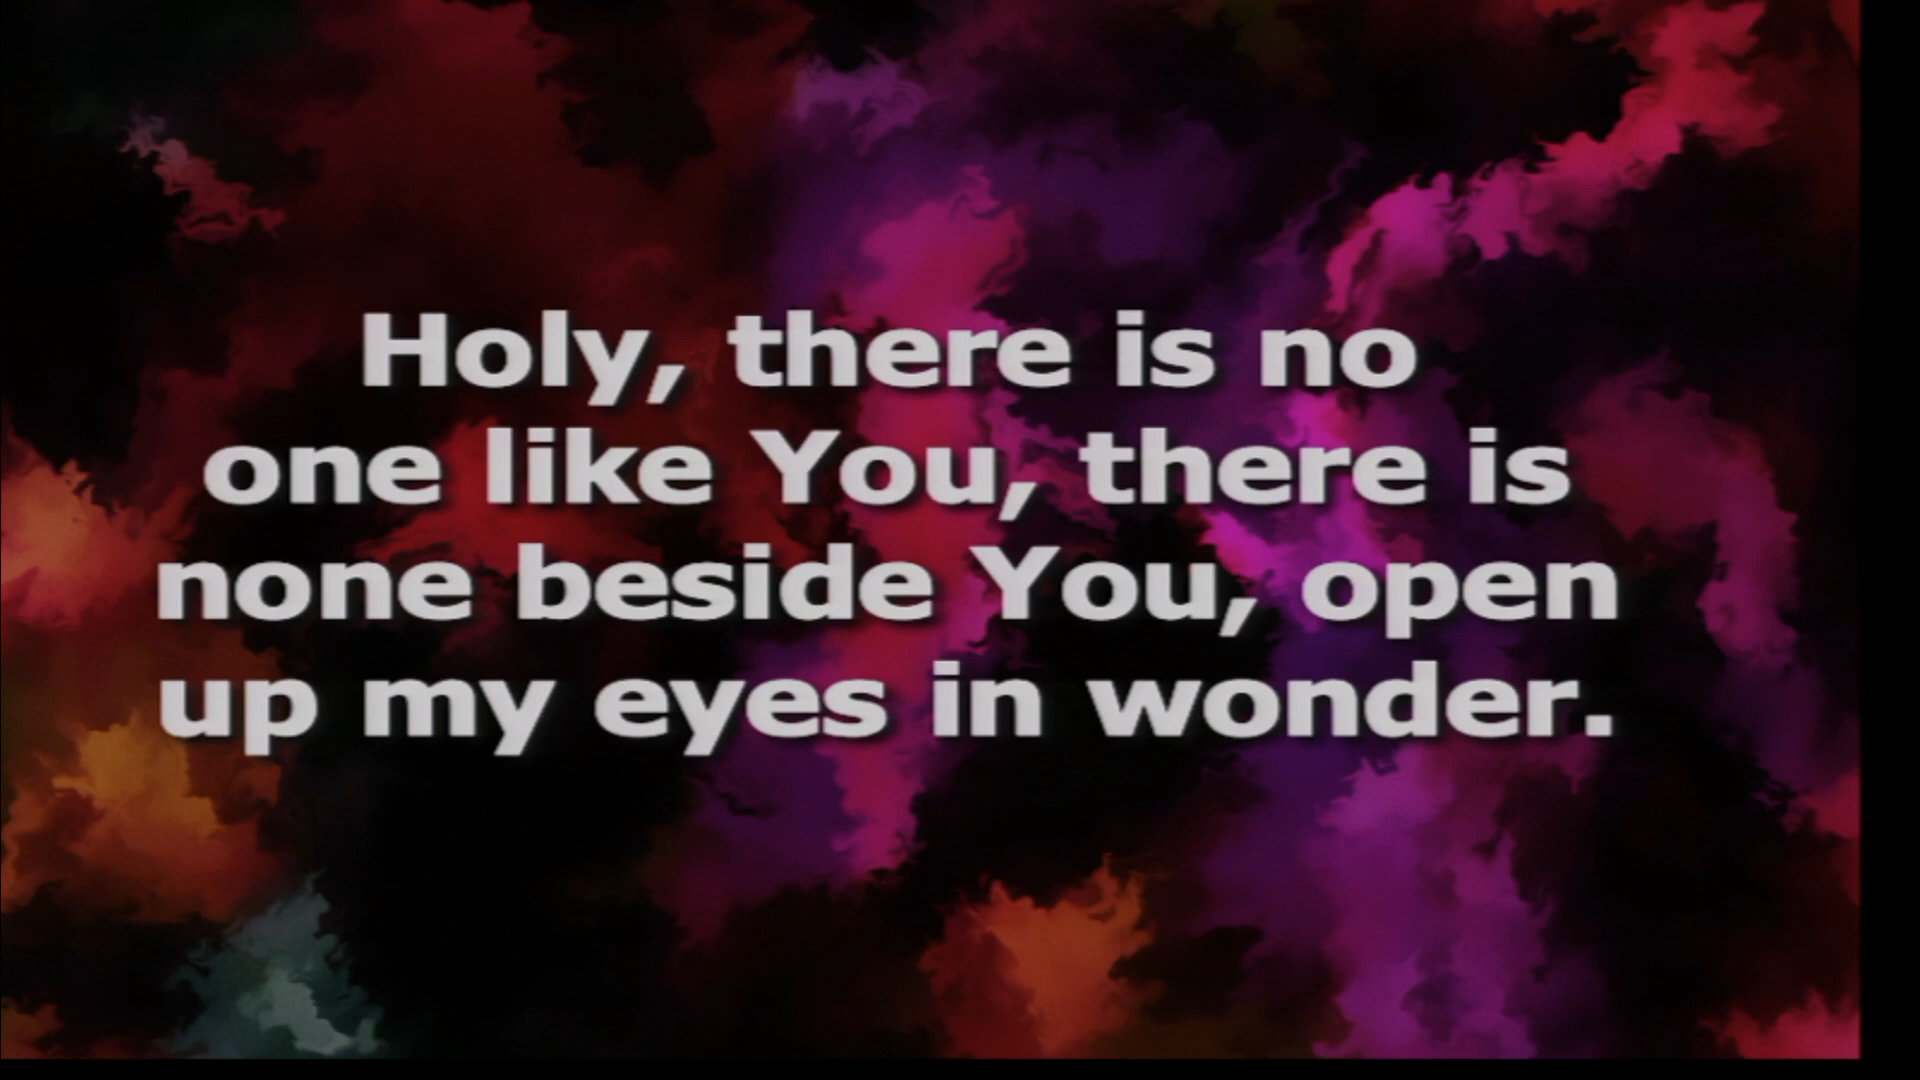 Holy, there is no
one like You, there is
none beside You, open
up my eyes in wonder.